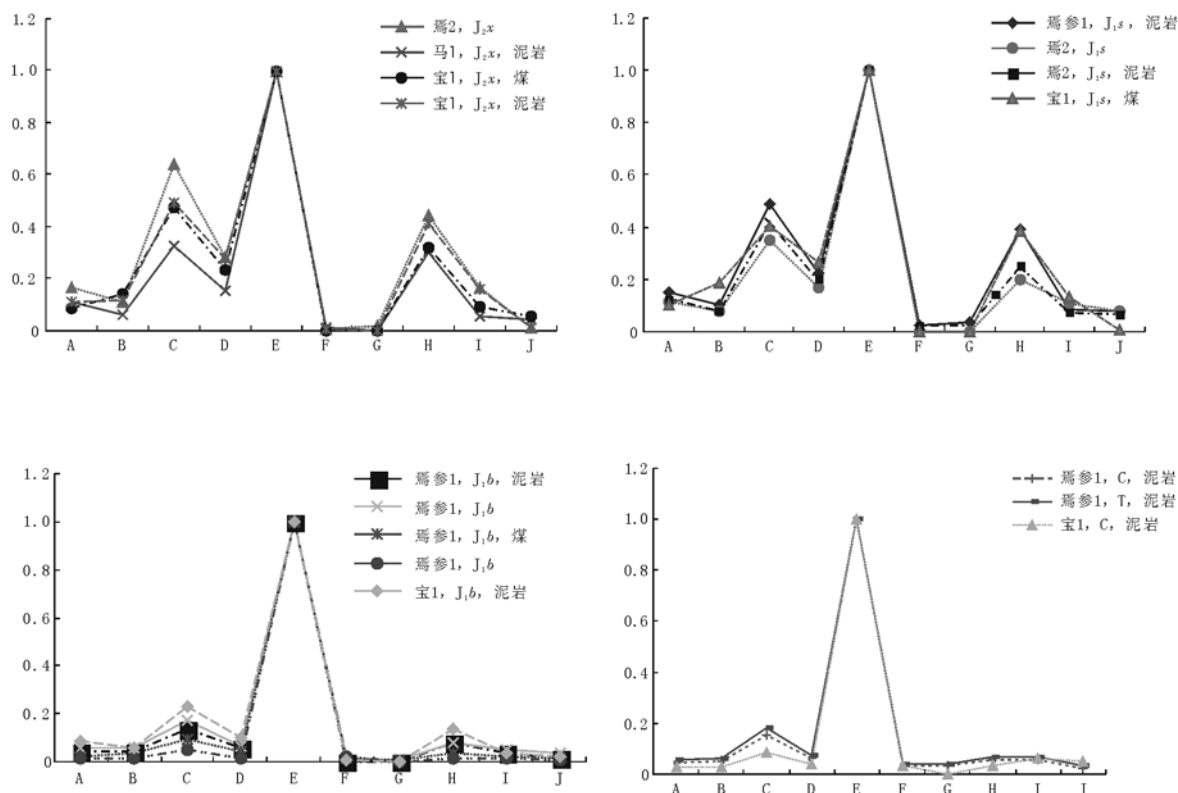 1.2
1.0
0.8
0.6
0.4
0.2
0
A B C D E F G H I J
焉2, J₂x
马1, J₂x, 泥岩
宝1, J₂x, 煤
宝1, J₂x, 泥岩
1.2
1.0
0.8
0.6
0.4
0.2
0
A B C D E F G H I J
焉参1, J₁s, 泥岩
焉2, J₁s
焉2, J₁s, 泥岩
宝1, J₁s, 煤
1.2
1.0
0.8
0.6
0.4
0.2
0
A B C D E F G H I J
焉参1, J₁b, 泥岩
焉参1, J₁b
焉参1, J₁b, 煤
焉参1, J₁b
宝1, J₁b, 泥岩
1.2
1.0
0.8
0.6
0.4
0.2
0
A B C D E F G H I J
焉参1, C, 泥岩
焉参1, T, 泥岩
宝1, C, 泥岩